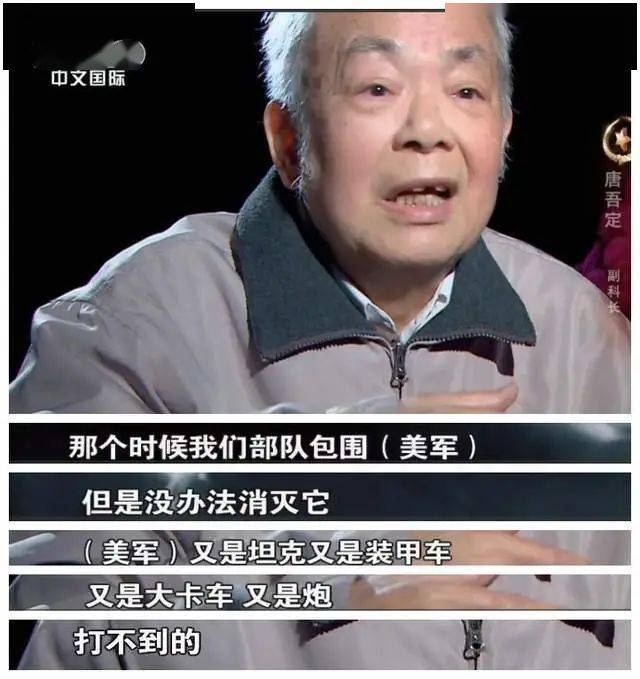 中文国际
唐吾定 副科长
那个时候我们部队包围（美军）
但是没办法消灭它
（美军）又是坦克又是装甲车
又是大卡车 又是炮
打不到的